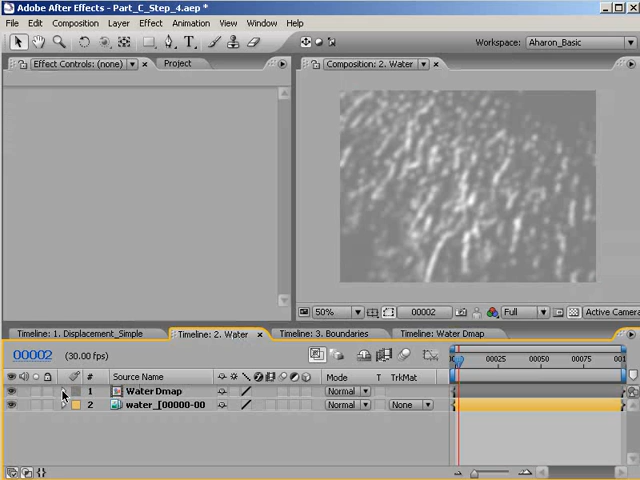 Adobe After Effects - Part_C_Step_4.aep *
File Edit Composition Layer Effect Animation View Window Help
Workspace: Aharon_Basic
Effect Controls: (none) Project
Composition: 2. Water
50% 00002 Full Active Camera
Timeline: 1. Displacement_Simple Timeline: 2. Water Timeline: 3. Boundaries Timeline: Water Dmap
00002 (30.00 fps)
00025 00050 00075
# Source Name Mode T TrkMat
1 Water Dmap Normal
2 water_[00000-00 Normal None